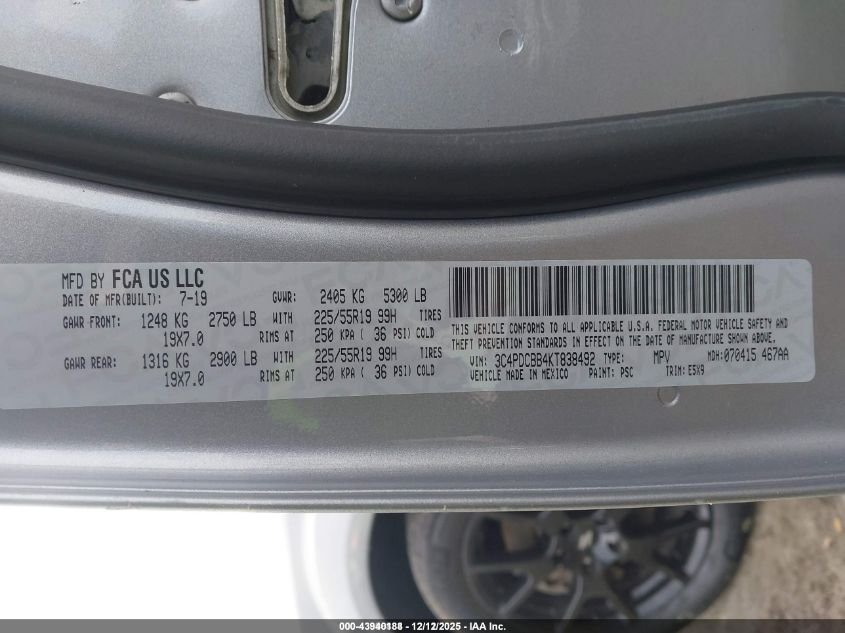 MFD BY FCA US LLC
DATE OF MFR(BUILT): 7-19 GVWR: 2405 KG 5300 LB
GAWR FRONT: 1248 KG 2750 LB WITH 225/55R19 99H TIRES
19X7.0 RIMS AT 250 KPA ( 36 PSI) COLD
GAWR REAR: 1316 KG 2900 LB WITH 225/55R19 99H TIRES
19X7.0 RIMS AT 250 KPA ( 36 PSI) COLD
THIS VEHICLE CONFORMS TO ALL APPLICABLE U.S.A. FEDERAL MOTOR VEHICLE SAFETY AND
THEFT PREVENTION STANDARDS IN EFFECT ON THE DATE OF MANUFACTURE SHOWN ABOVE.
VIN: 3C4PDCBB4KT839492 TYPE: MPV MDH: 070415 467AA
VEHICLE MADE IN MEXICO PAINT: PSC TRIM: E5X9
000-43940188 - 12/12/2025 - IAA Inc.